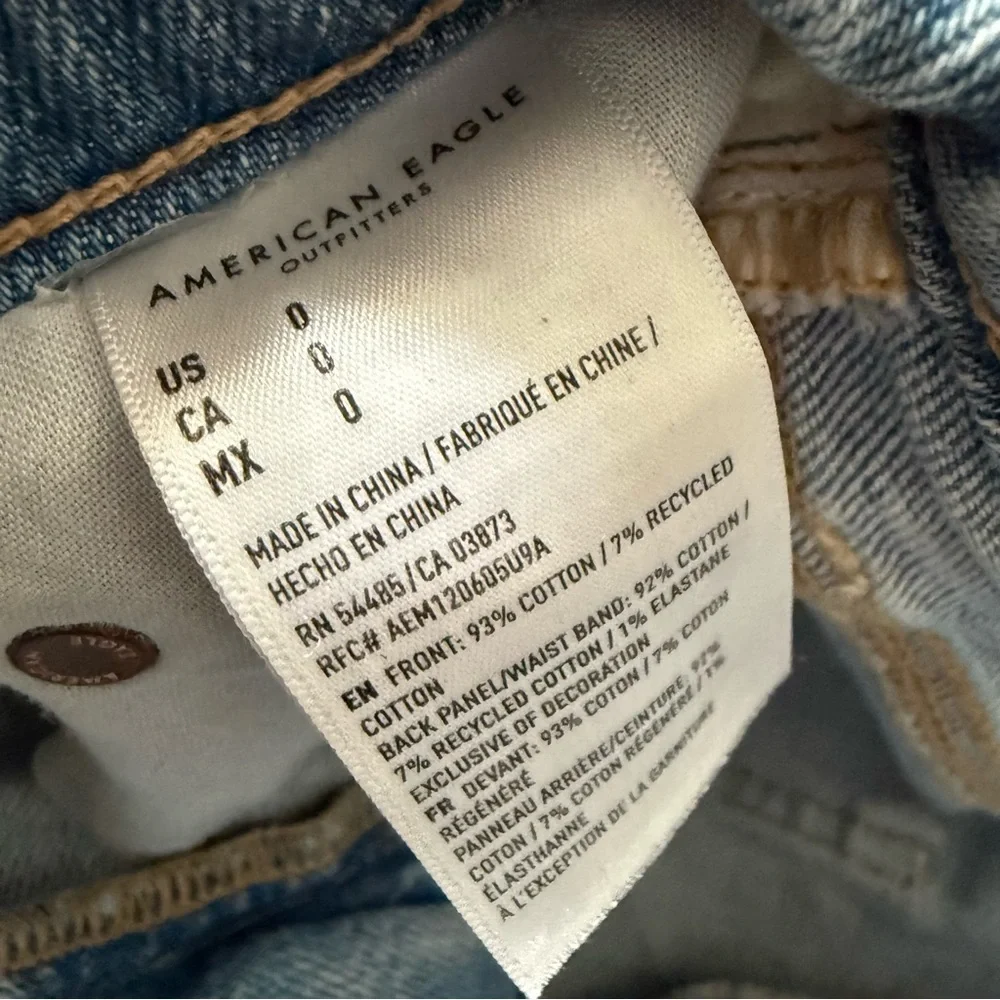 AMERICAN EAGLE
OUTFITTERS
US 0
CA 0
MX 0
MADE IN CHINA / FABRIQUÉ EN CHINE /
HECHO EN CHINA
RN 54485 / CA 03873
RFC# AEM120605U9A
EN FRONT: 93% COTTON / 7% RECYCLED
COTTON
BACK PANEL/WAIST BAND: 92% COTTON /
7% RECYCLED COTTON / 1% ELASTANE
EXCLUSIVE OF DECORATION
FR DEVANT: 93% COTON / 7% COTON
RÉGÉNÉRÉ
PANNEAU ARRIÈRE/CEINTURE: 92%
COTON / 7% COTON RÉGÉNÉRÉ / 1%
ÉLASTHANNE
À L'EXCEPTION DE LA GARNITURE